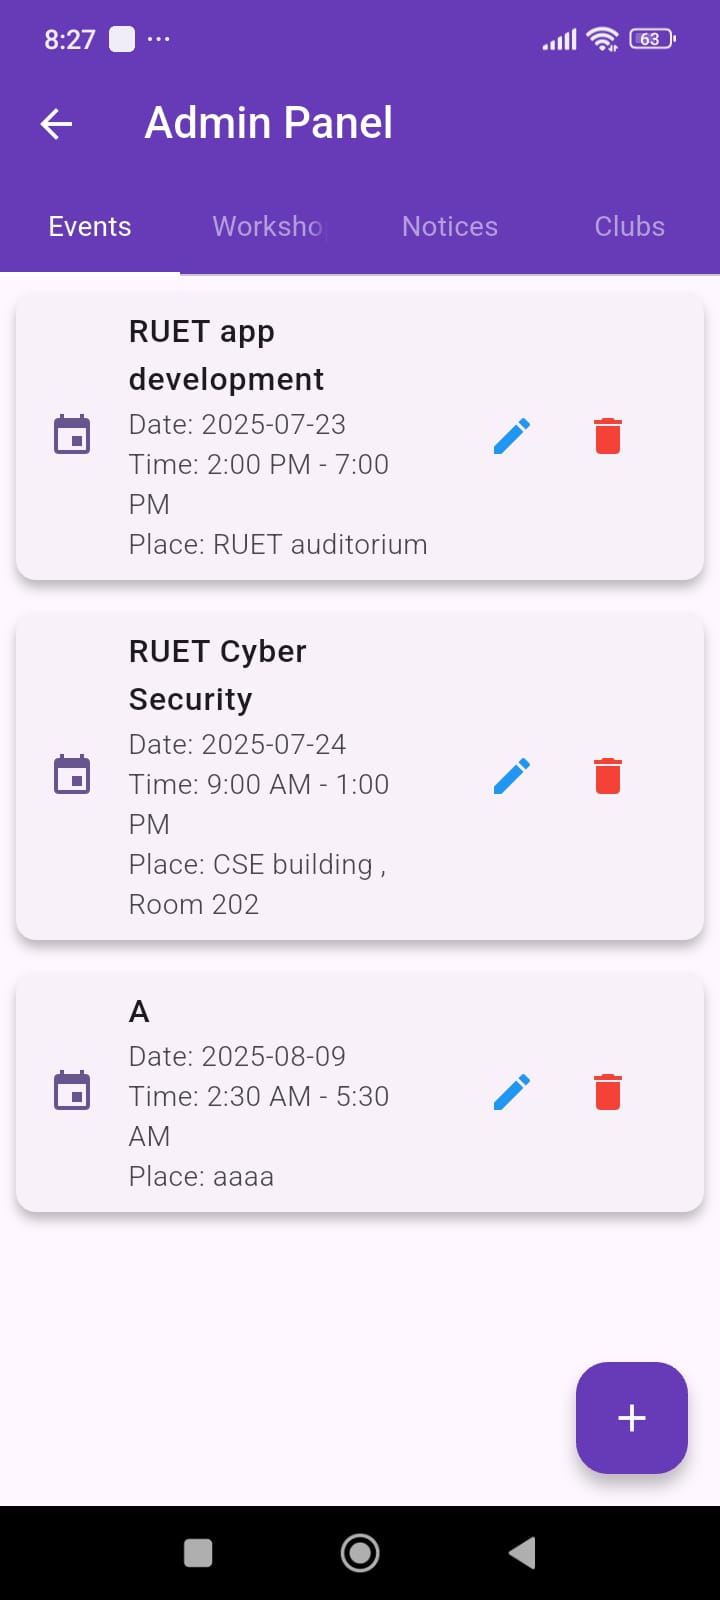 8:27 ... 63
Admin Panel
Events Worksho Notices Clubs
RUET app
development
Date: 2025-07-23
Time: 2:00 PM - 7:00
PM
Place: RUET auditorium
RUET Cyber
Security
Date: 2025-07-24
Time: 9:00 AM - 1:00
PM
Place: CSE building ,
Room 202
A
Date: 2025-08-09
Time: 2:30 AM - 5:30
AM
Place: aaaa